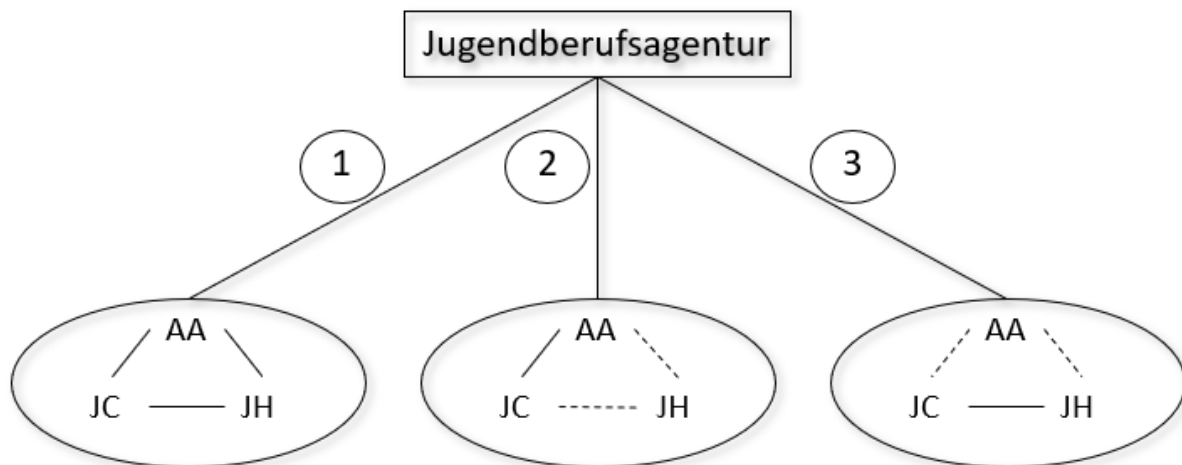 Jugendberufsagentur
1 2 3
AA AA AA
JC JH JC JH JC JH